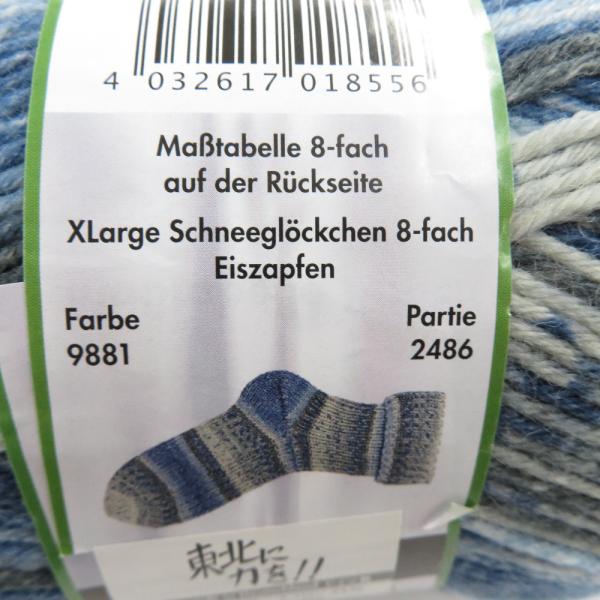 4 032617 018556
Maßtabelle 8-fach
auf der Rückseite
XLarge Schneeglöckchen 8-fach
Eiszapfen
Farbe
9881
Partie
2486
東北に
力を!!